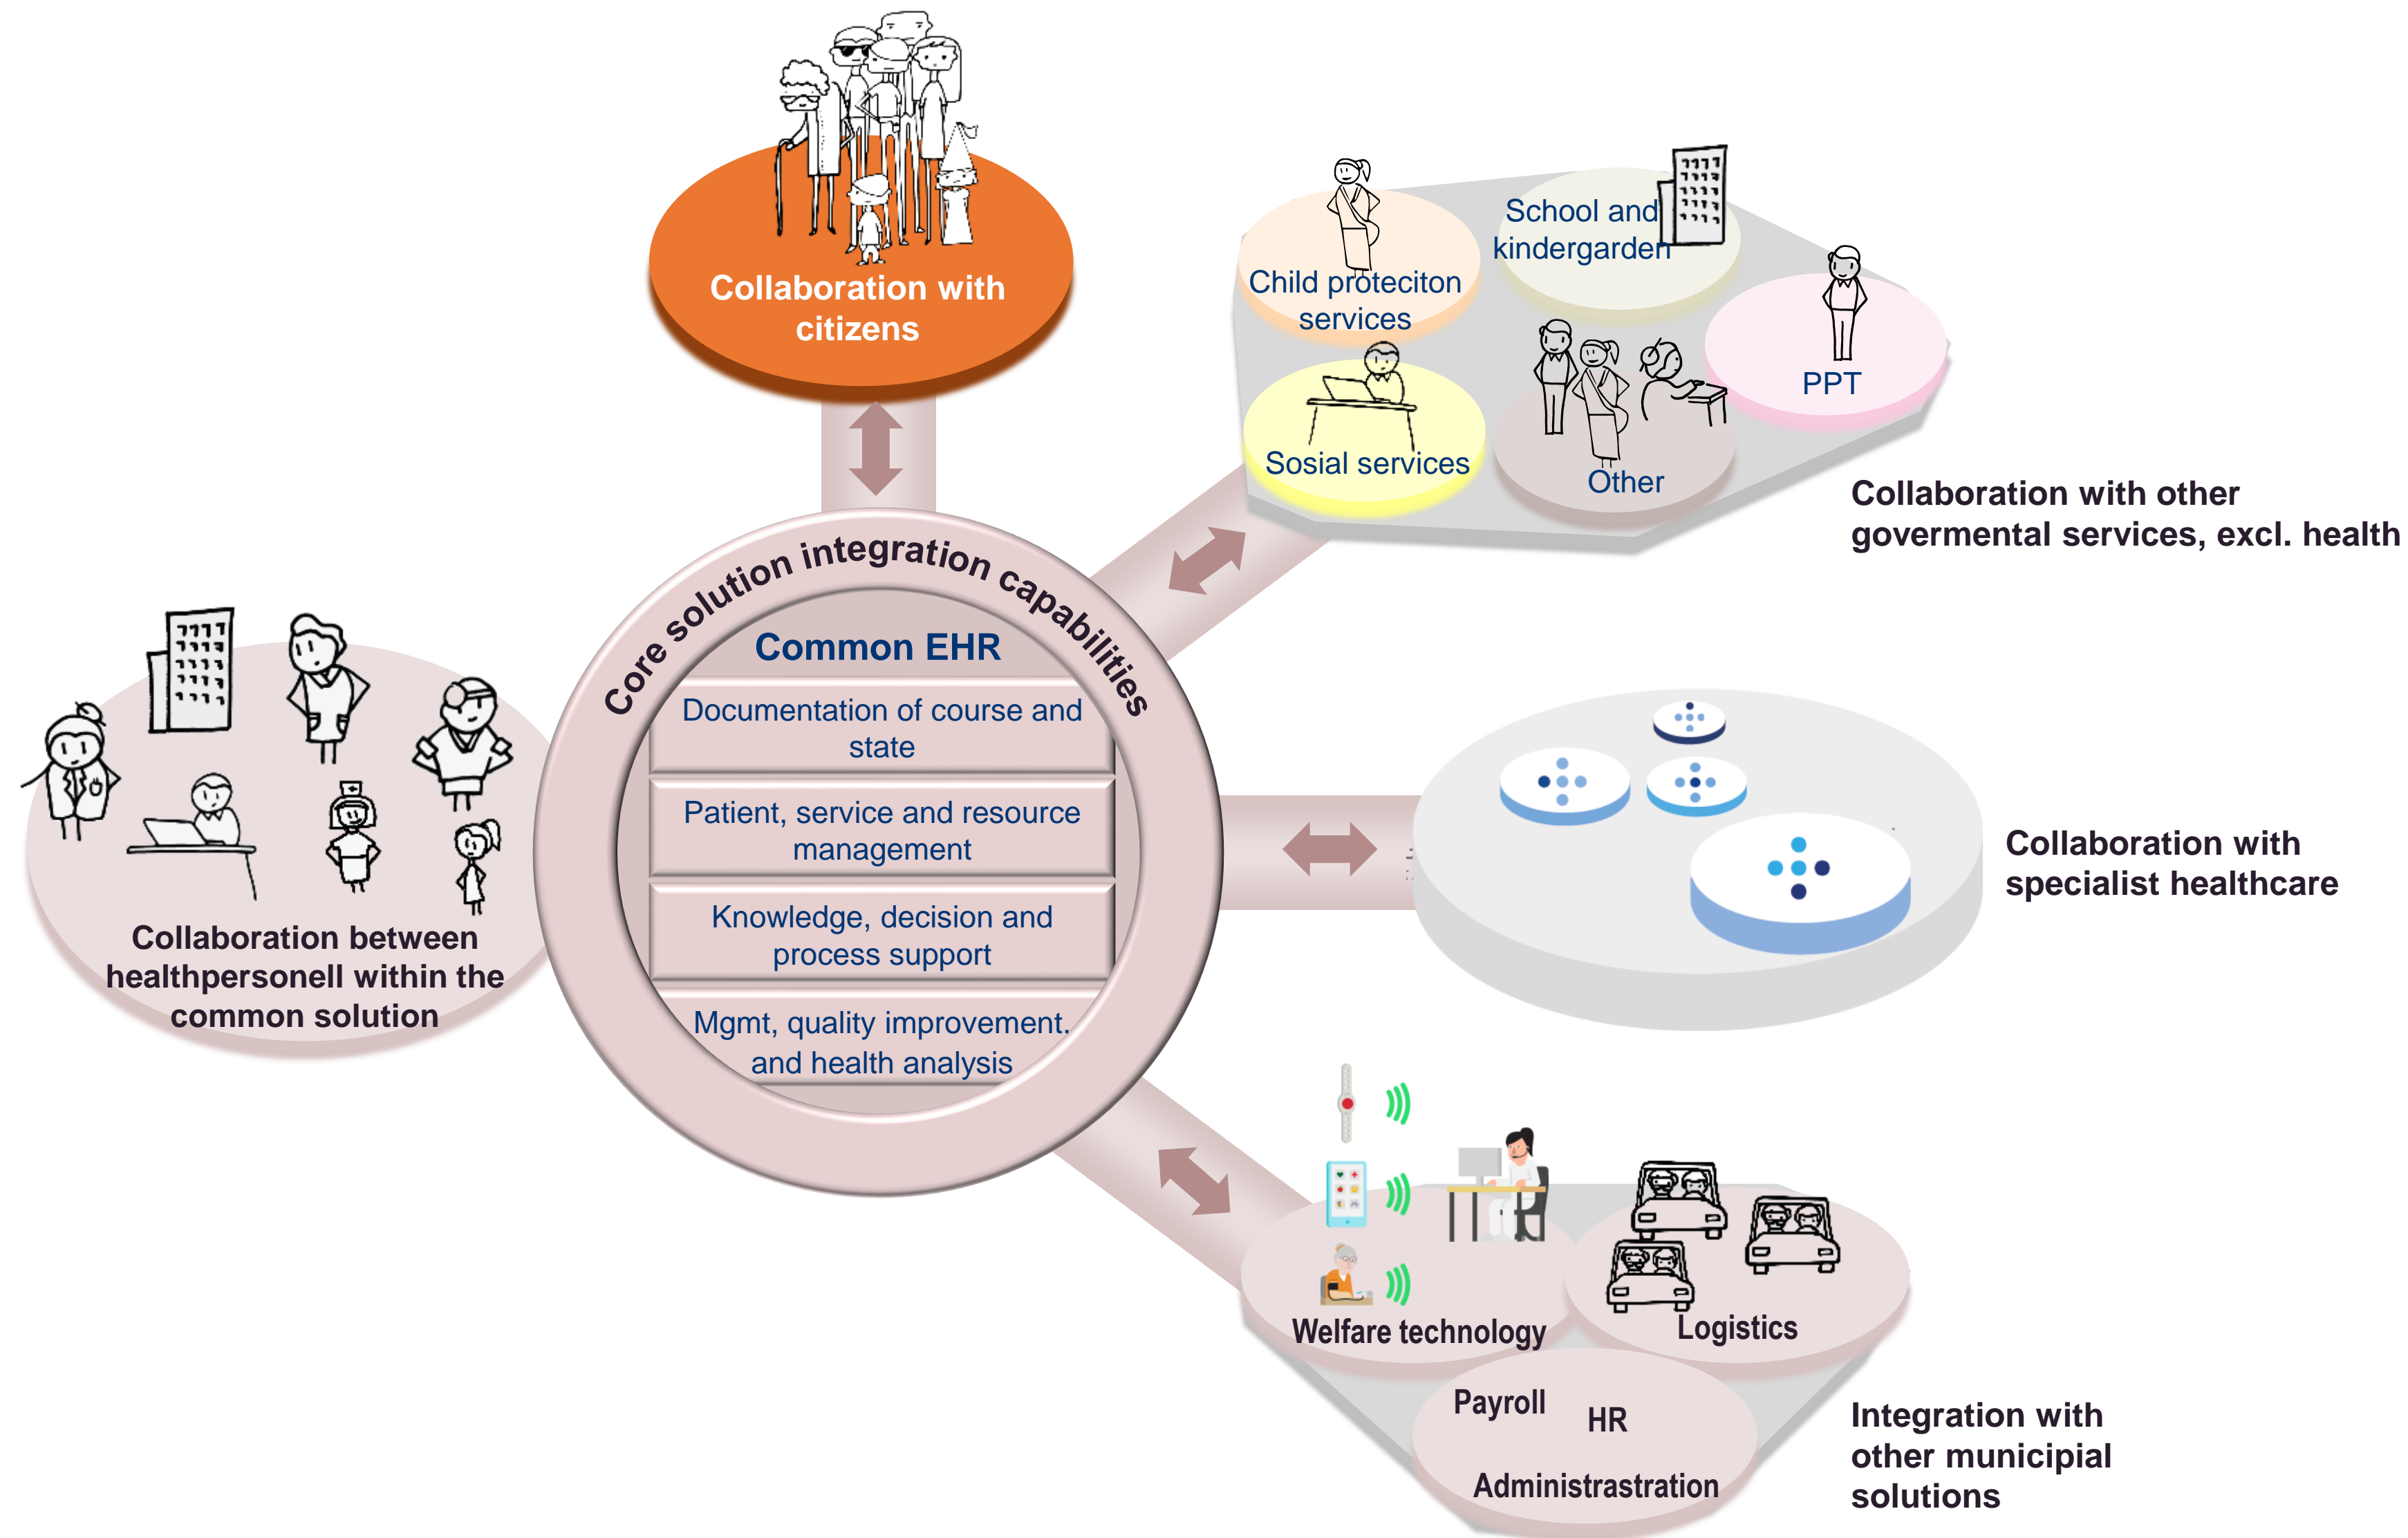 Collaboration with
citizens
School and
kindergarden
Child proteciton
services
PPT
Sosial services
Other
Collaboration with other
govermental services, excl. health
Core solution integration capabilities
Common EHR
Documentation of course and
state
Patient, service and resource
management
Knowledge, decision and
process support
Mgmt, quality improvement.
and health analysis
Collaboration between
healthpersonell within the
common solution
Collaboration with
specialist healthcare
Welfare technology
Logistics
Payroll
HR
Administrastration
Integration with
other municipial
solutions